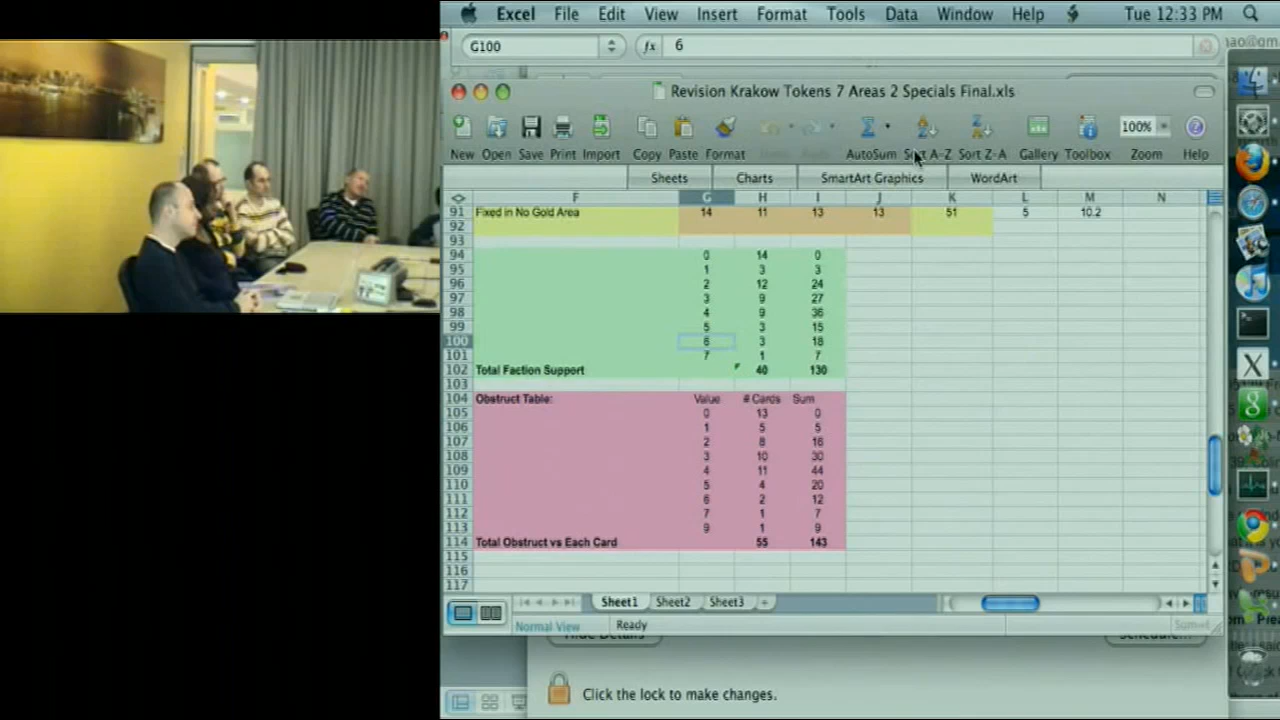 Excel File Edit View Insert Format Tools Data Window Help Tue 12:33 PM
G100 fx 6
Revision Krakow Tokens 7 Areas 2 Specials Final.xls
100%
New Open Save Print Import Copy Paste Format AutoSum Sort A-Z Sort Z-A Gallery Toolbox Zoom Help
Sheets Charts SmartArt Graphics WordArt
F G H I J K L M N
91 Fixed in No Gold Area 14 11 13 13 51 5 10.2
92
93
94 0 14 0
95 1 3 3
96 2 12 24
97 3 9 27
98 4 9 36
99 5 3 15
100 6 3 18
101 7 1 7
102 Total Faction Support 40 130
103
104 Obstruct Table: Value # Cards Sum
105 0 13 0
106 1 5 5
107 2 8 16
108 3 10 30
109 4 11 44
110 5 4 20
111 6 2 12
112 7 1 7
113 9 1 9
114 Total Obstruct vs Each Card 55 143
115
116
117
Sheet1 Sheet2 Sheet3
Normal View Ready
Hide Details Schedule...
Click the lock to make changes.